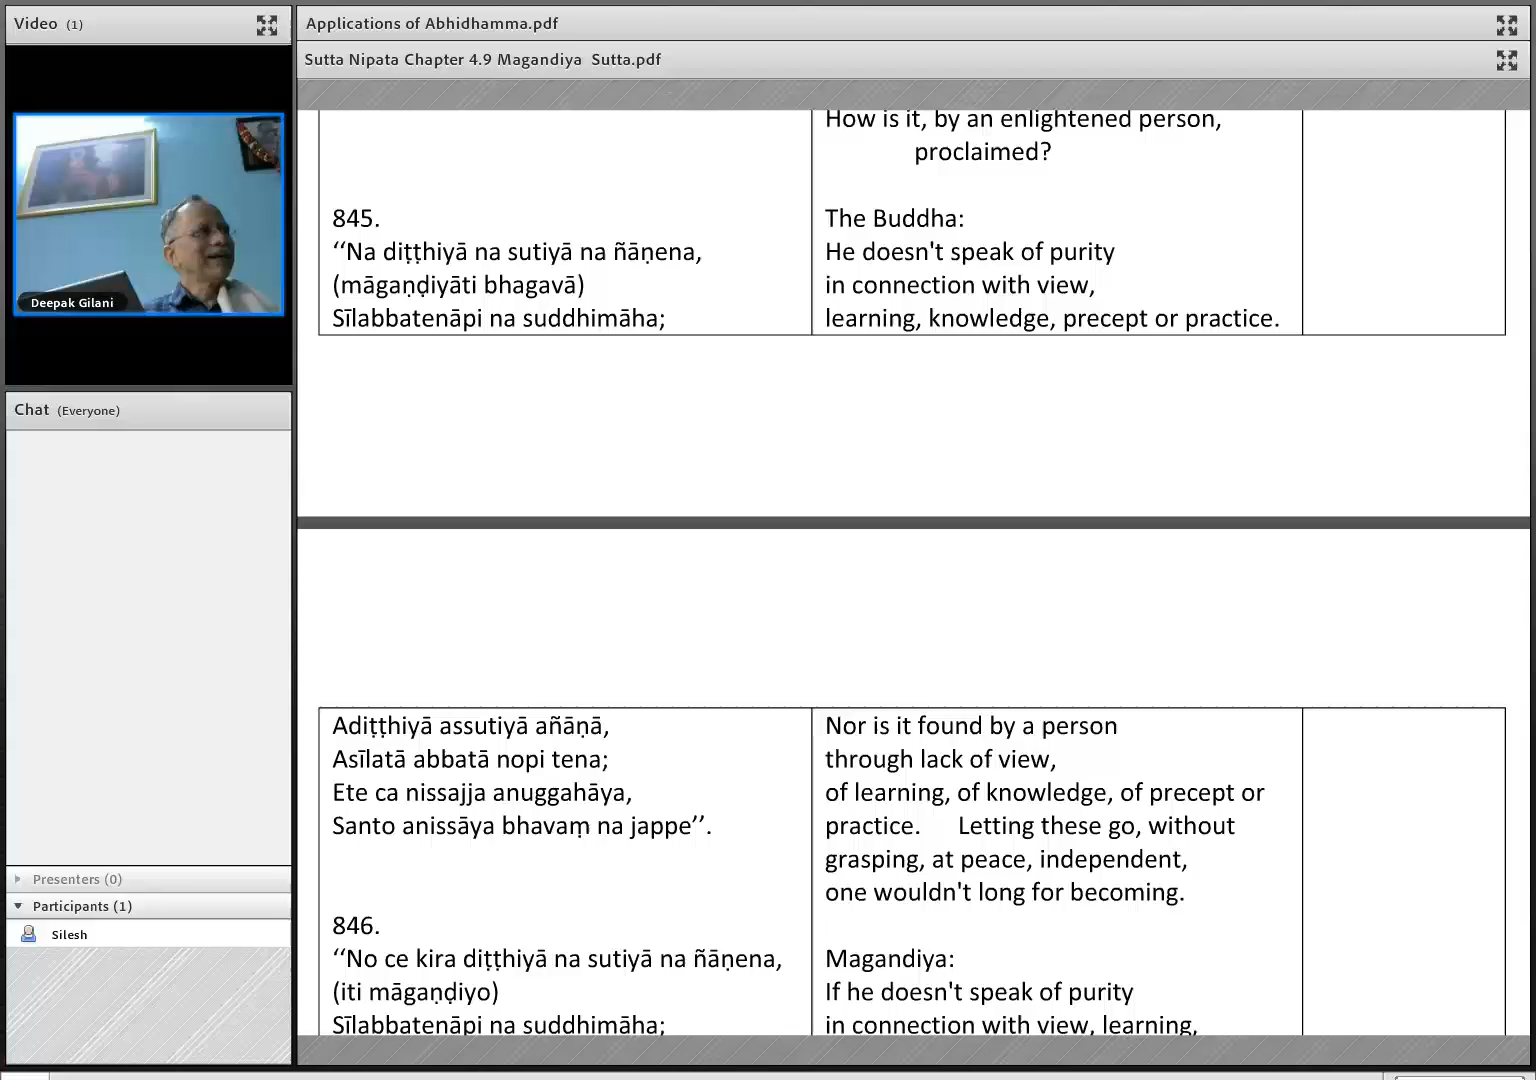 Video (1)
Deepak Gilani
Chat (Everyone)
Presenters (0)
Participants (1)
Silesh
Applications of Abhidhamma.pdf
Sutta Nipata Chapter 4.9 Magandiya  Sutta.pdf
How is it, by an enlightened person,
proclaimed?
845.
‘‘Na diṭṭhiyā na sutiyā na ñāṇena,
(māgaṇḍiyāti bhagavā)
Sīlabbatenāpi na suddhimāha;
The Buddha:
He doesn't speak of purity
in connection with view,
learning, knowledge, precept or practice.
Adiṭṭhiyā assutiyā añāṇā,
Asīlatā abbatā nopi tena;
Ete ca nissajja anuggahāya,
Santo anissāya bhavaṃ na jappe’’.
Nor is it found by a person
through lack of view,
of learning, of knowledge, of precept or
practice. Letting these go, without
grasping, at peace, independent,
one wouldn't long for becoming.
846.
‘‘No ce kira diṭṭhiyā na sutiyā na ñāṇena,
(iti māgaṇḍiyo)
Sīlabbatenāpi na suddhimāha;
Magandiya:
If he doesn't speak of purity
in connection with view, learning,